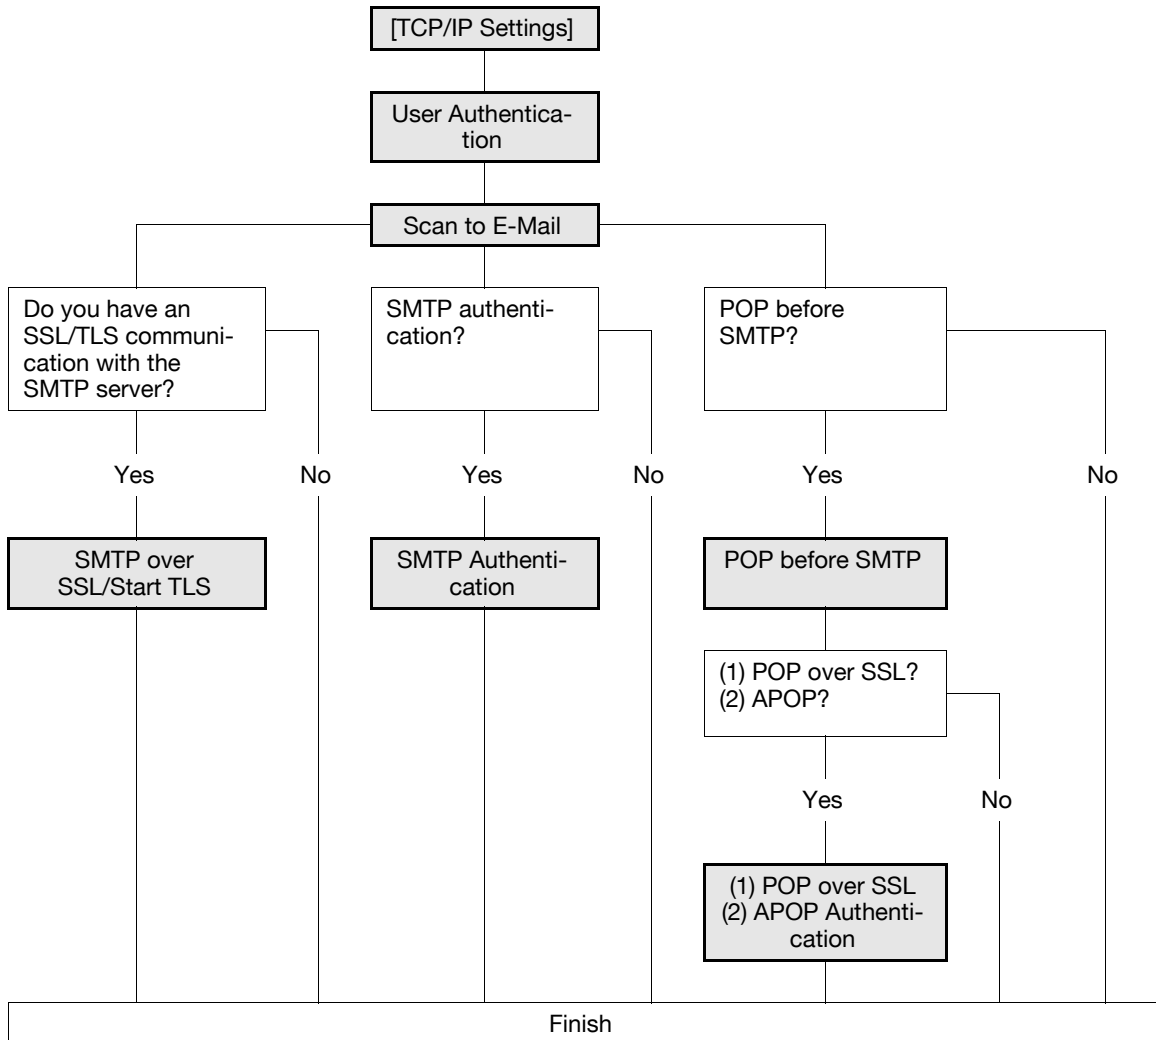 [TCP/IP Settings]
User Authentica-
tion
Scan to E-Mail
Do you have an
SSL/TLS communi-
cation with the
SMTP server?
SMTP authenti-
cation?
POP before
SMTP?
Yes
No
Yes
No
Yes
No
SMTP over
SSL/Start TLS
SMTP Authenti-
cation
POP before SMTP
(1) POP over SSL?
(2) APOP?
Yes
No
(1) POP over SSL
(2) APOP Authenti-
cation
Finish